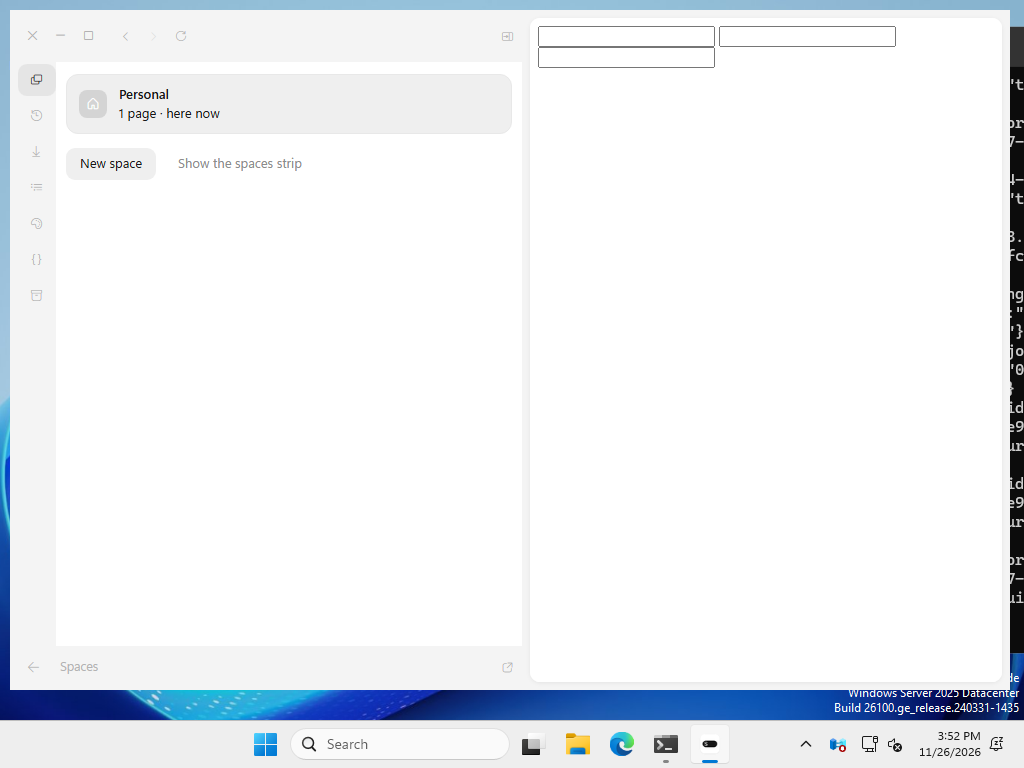 Personal
1 page · here now
New space
Show the spaces strip
Spaces
Windows Server 2025 Datacenter
Build 26100.ge_release.240331-1435
Search
3:52 PM
11/26/2026